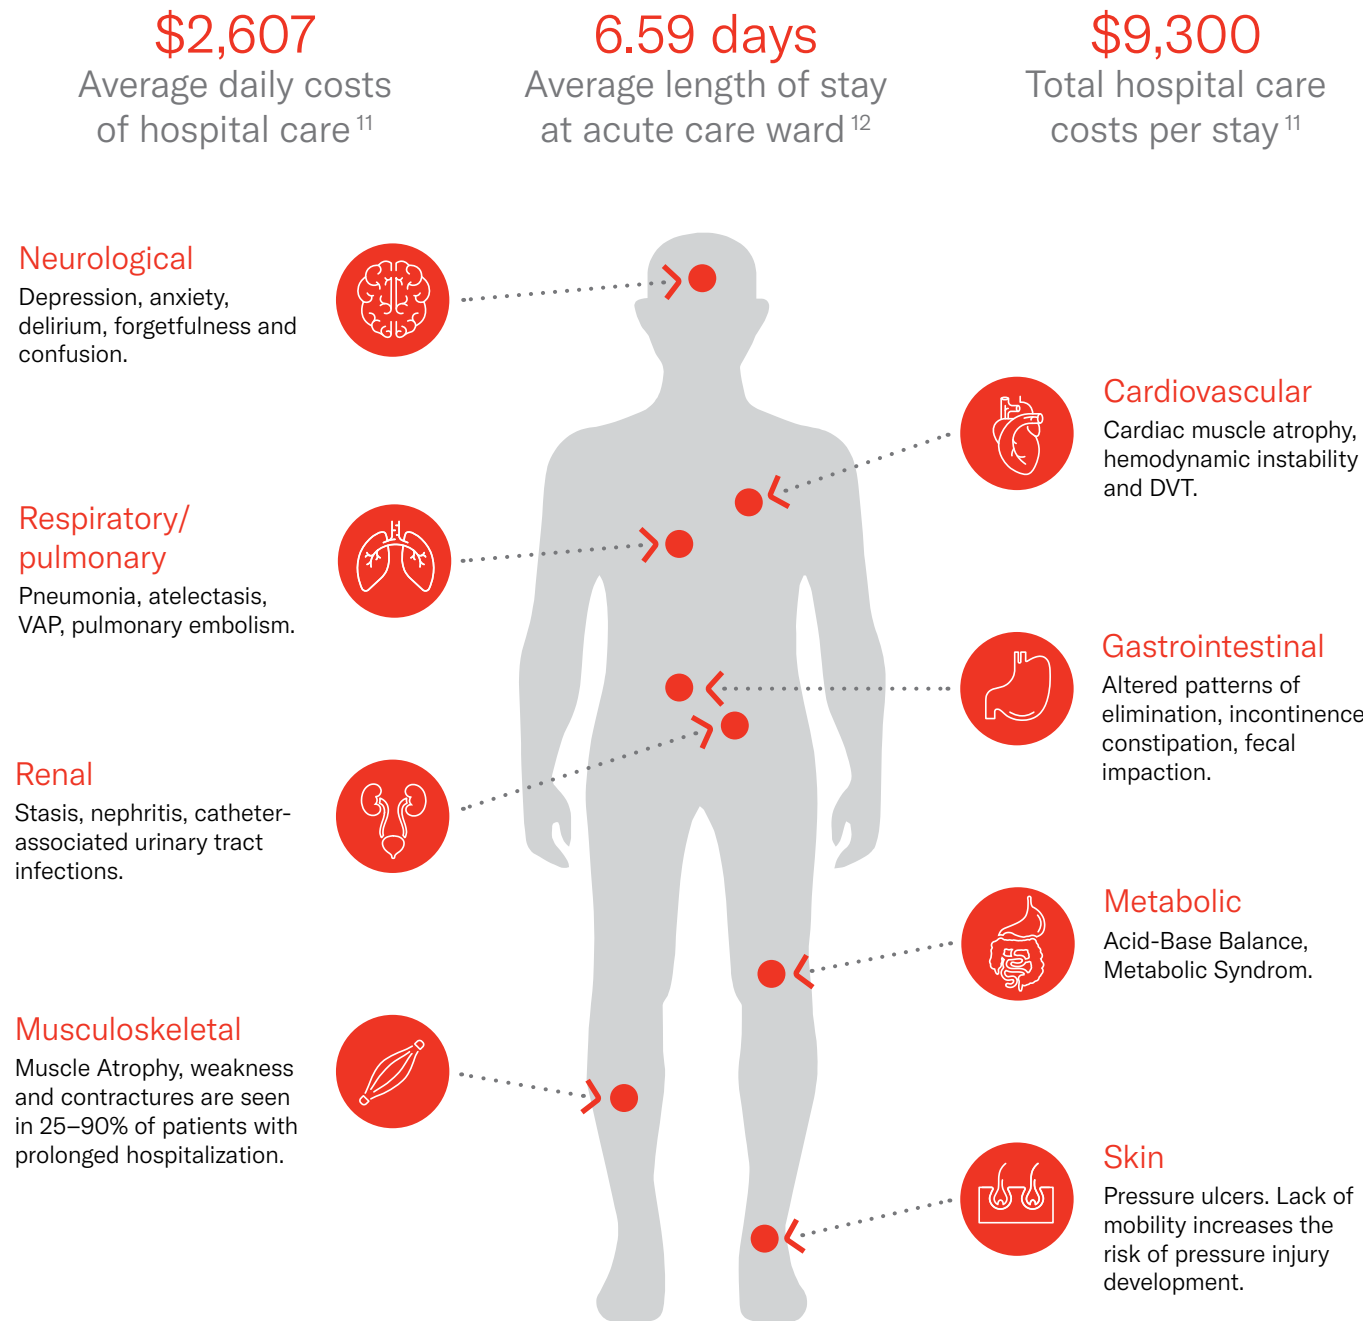 $2,607
Average daily costs
of hospital care 11
6.59 days
Average length of stay
at acute care ward 12
$9,300
Total hospital care
costs per stay 11
Neurological
Depression, anxiety,
delirium, forgetfulness and
confusion.
Cardiovascular
Cardiac muscle atrophy,
hemodynamic instability
and DVT.
Respiratory/
pulmonary
Pneumonia, atelectasis,
VAP, pulmonary embolism.
Gastrointestinal
Altered patterns of
elimination, incontinence
constipation, fecal
impaction.
Renal
Stasis, nephritis, catheter-
associated urinary tract
infections.
Metabolic
Acid-Base Balance,
Metabolic Syndrom.
Musculoskeletal
Muscle Atrophy, weakness
and contractures are seen
in 25–90% of patients with
prolonged hospitalization.
Skin
Pressure ulcers. Lack of
mobility increases the
risk of pressure injury
development.